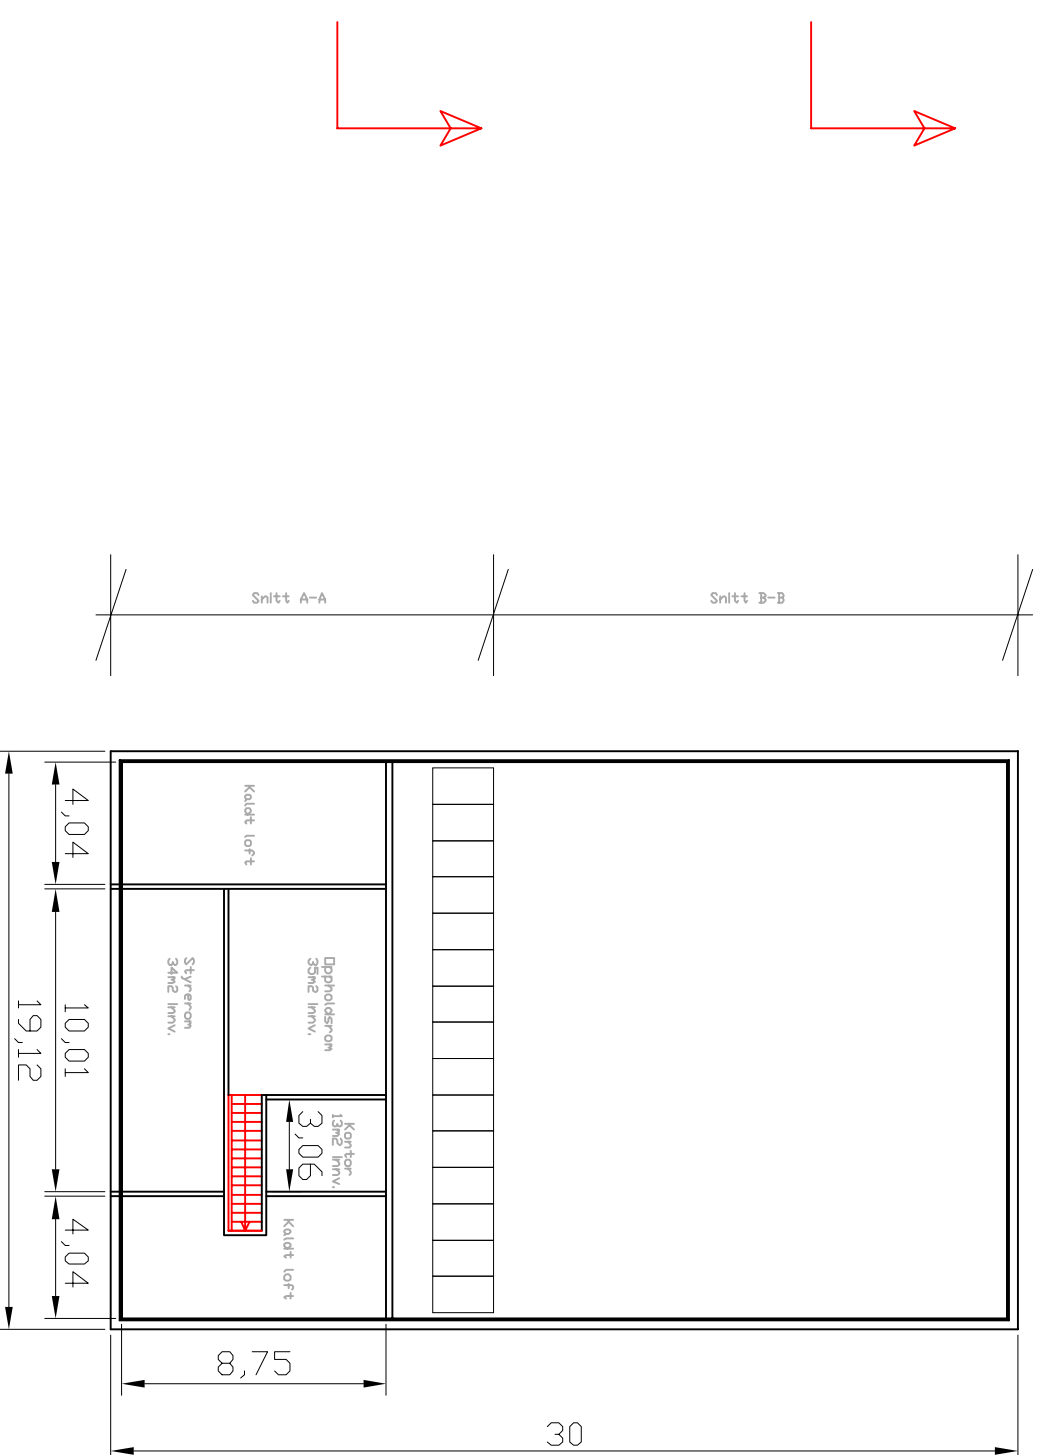 Snitt A-A
Snitt B-B
Kaldt loft
4,04
Styrerom
34m2 Innv.
Oppholdsrom
35m2 Innv.
10,01
19,12
Kontor
13m2 Innv.
3,06
Kaldt loft
4,04
8,75
30